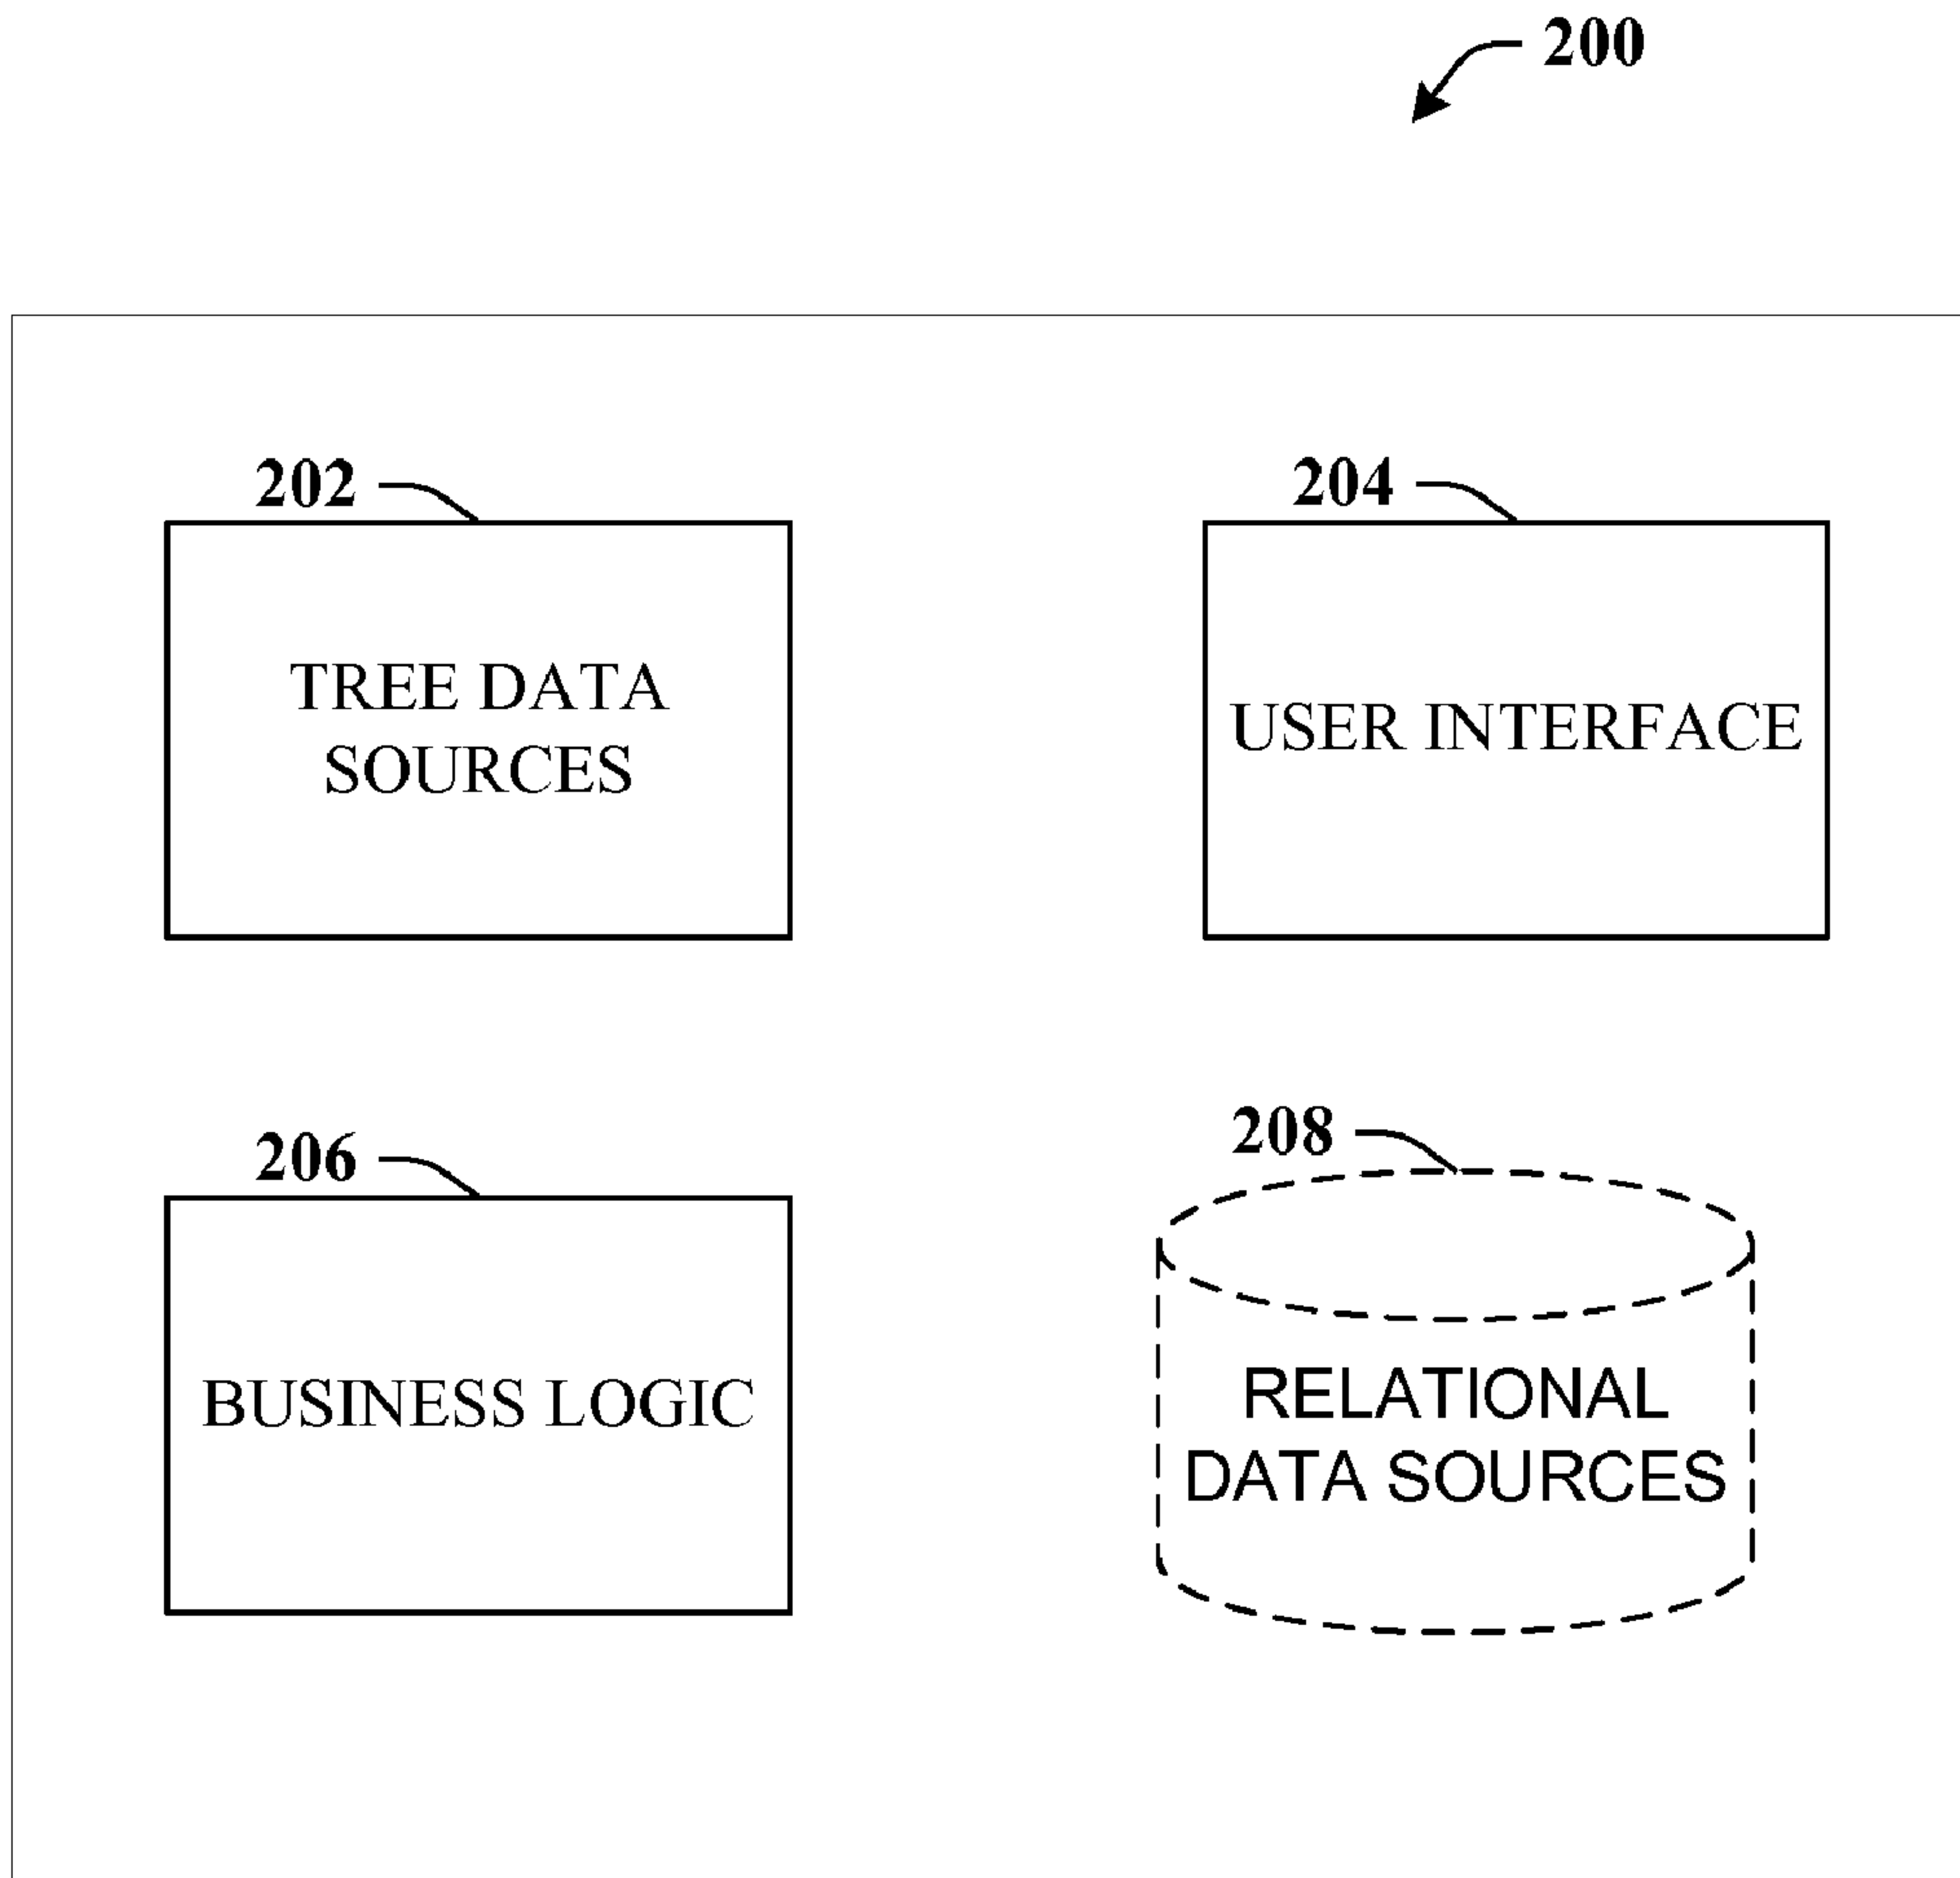 200
202
204
TREE DATA
SOURCES
USER INTERFACE
206
208
BUSINESS LOGIC
RELATIONAL
DATA SOURCES